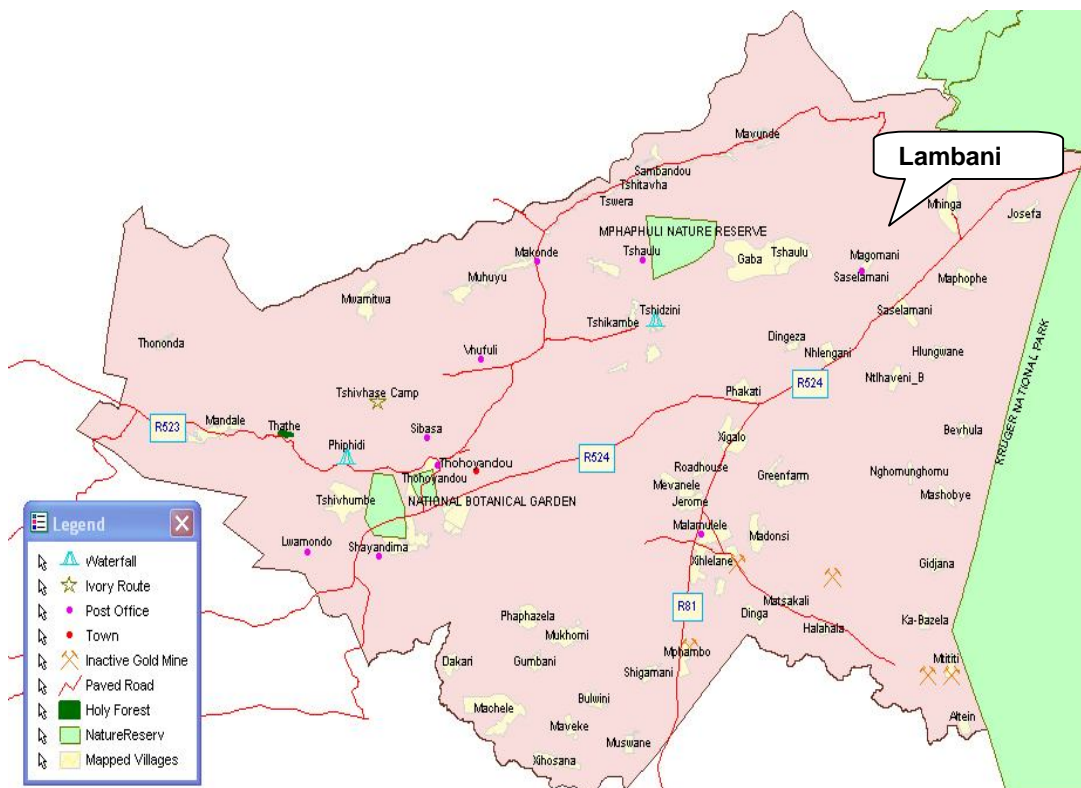 Mavunde
Lambani
Sambandou
Tshitavha
Tswera
Mhinga
Josefa
MPHAPHULI NATURE RESERVE
Makonde
Tshaulu
Gaba
Tshaulu
Magomani
Saselamani
Muhuyu
Maphophe
Mwamitwa
Tshidzini
Tshikambe
Saselamani
Thononda
Dingeza
Nhlengani
Hlungwane
Vhufuli
Ntlhaveni_B
KRUGER NATIONAL PARK
Tshivhase Camp
Phakati
R524
R523
Mandale
Thathe
Sibasa
Xigalo
Bevhula
Phiphidi
R524
Thohoyandou
Thohoyandou
Roadhouse
Mevanele
Greenfarm
Nghomunghomu
Mashobye
Tshivhumbe
NATIONAL BOTANICAL GARDEN
Jerome
Malamulele
Madonsi
Lwamondo
Shayandima
Xihlelane
Gidjana
R81
Matsakali
Dinga
Halahala
Ka-Bazela
Phaphazela
Mukhomi
Mphambo
Dakari
Gumbani
Shigamani
Mtititi
Machele
Bulwini
Maveke
Muswane
Altein
Xihosana
Legend
Waterfall
Ivory Route
Post Office
Town
Inactive Gold Mine
Paved Road
Holy Forest
NatureReserv
Mapped Villages